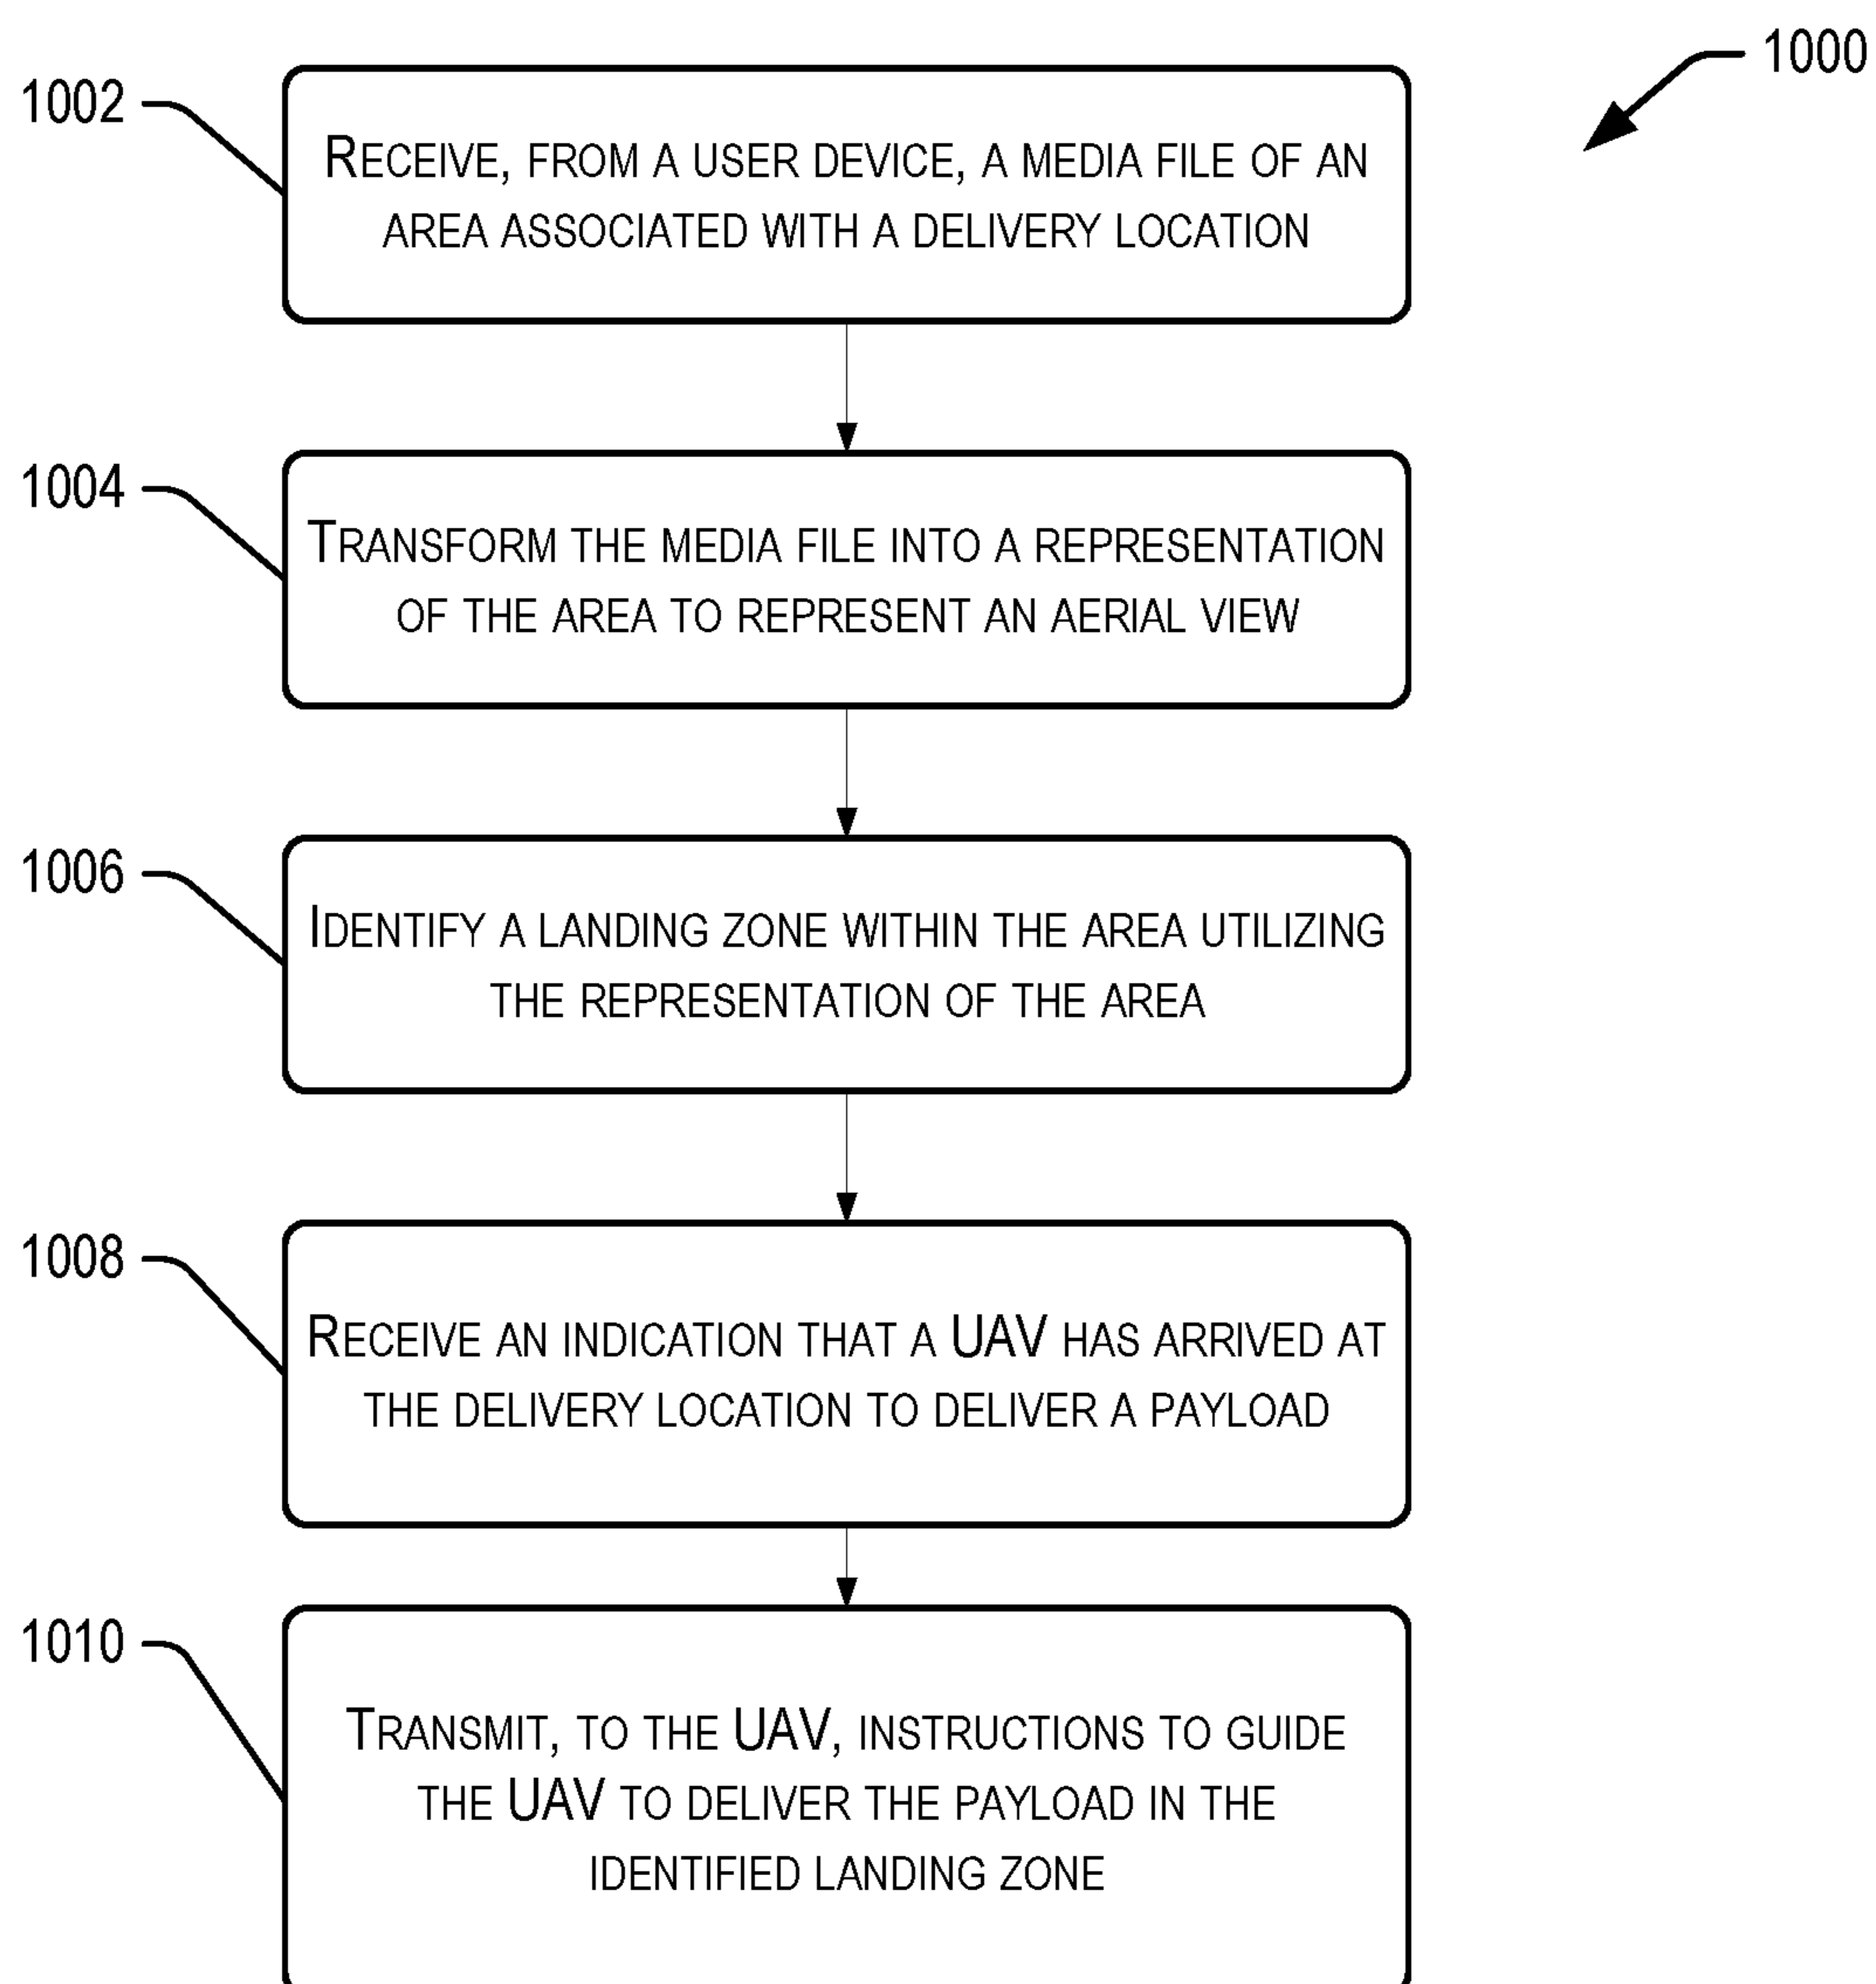 1000
1002
RECEIVE, FROM A USER DEVICE, A MEDIA FILE OF AN
AREA ASSOCIATED WITH A DELIVERY LOCATION
1004
TRANSFORM THE MEDIA FILE INTO A REPRESENTATION
OF THE AREA TO REPRESENT AN AERIAL VIEW
1006
IDENTIFY A LANDING ZONE WITHIN THE AREA UTILIZING
THE REPRESENTATION OF THE AREA
1008
RECEIVE AN INDICATION THAT A UAV HAS ARRIVED AT
THE DELIVERY LOCATION TO DELIVER A PAYLOAD
1010
TRANSMIT, TO THE UAV, INSTRUCTIONS TO GUIDE
THE UAV TO DELIVER THE PAYLOAD IN THE
IDENTIFIED LANDING ZONE